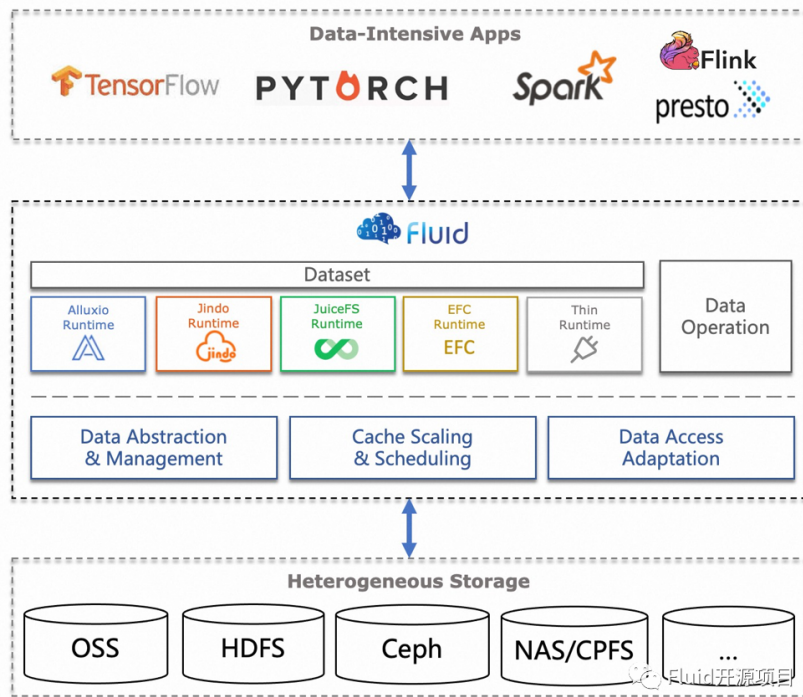 Data-Intensive Apps
TensorFlow
PYTORCH
Spark
Flink
presto
Fluid
Dataset
Alluxio
Runtime
Jindo
Runtime
jindo
JuiceFS
Runtime
EFC
Runtime
EFC
Thin
Runtime
Data
Operation
Data Abstraction
& Management
Cache Scaling
& Scheduling
Data Access
Adaptation
Heterogeneous Storage
OSS
HDFS
Ceph
NAS/CPFS
...
Fluid开源项目